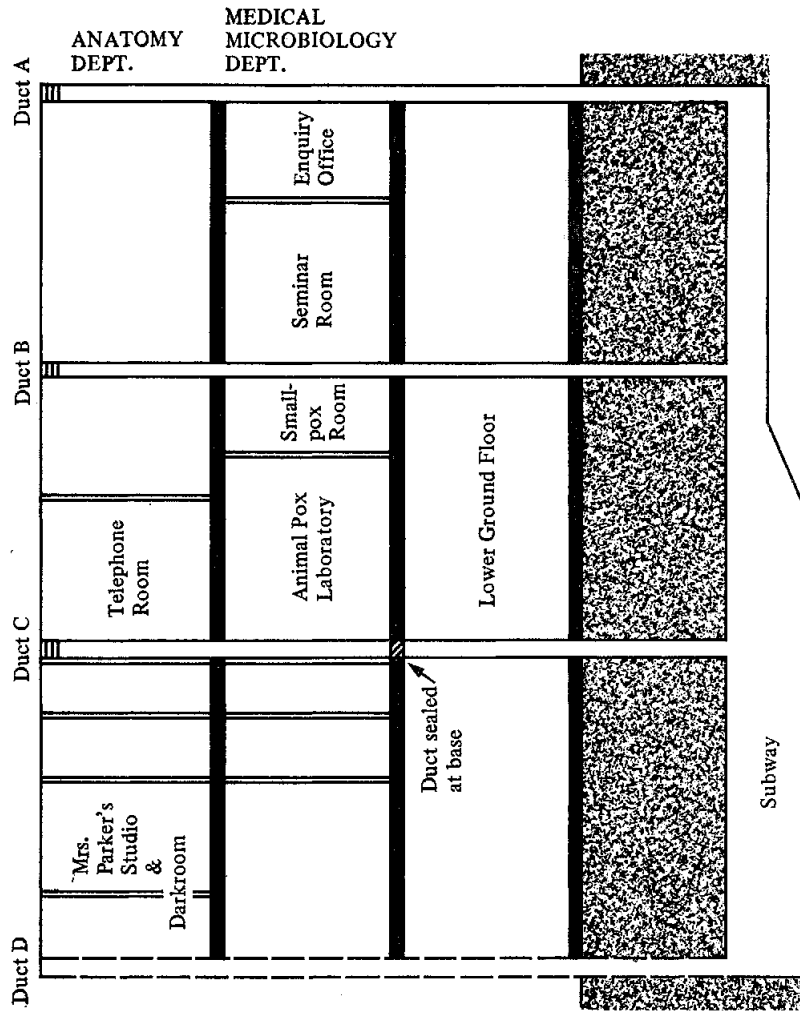 ANATOMY
DEPT.
MEDICAL
MICROBIOLOGY
DEPT.
Duct A
Enquiry
Office
Seminar
Room
Duct B
Small-
pox
Room
Animal Pox
Laboratory
Telephone
Room
Lower Ground Floor
Duct C
Duct sealed
at base
Mrs.
Parker's
Studio
&
Darkroom
Duct D
Subway